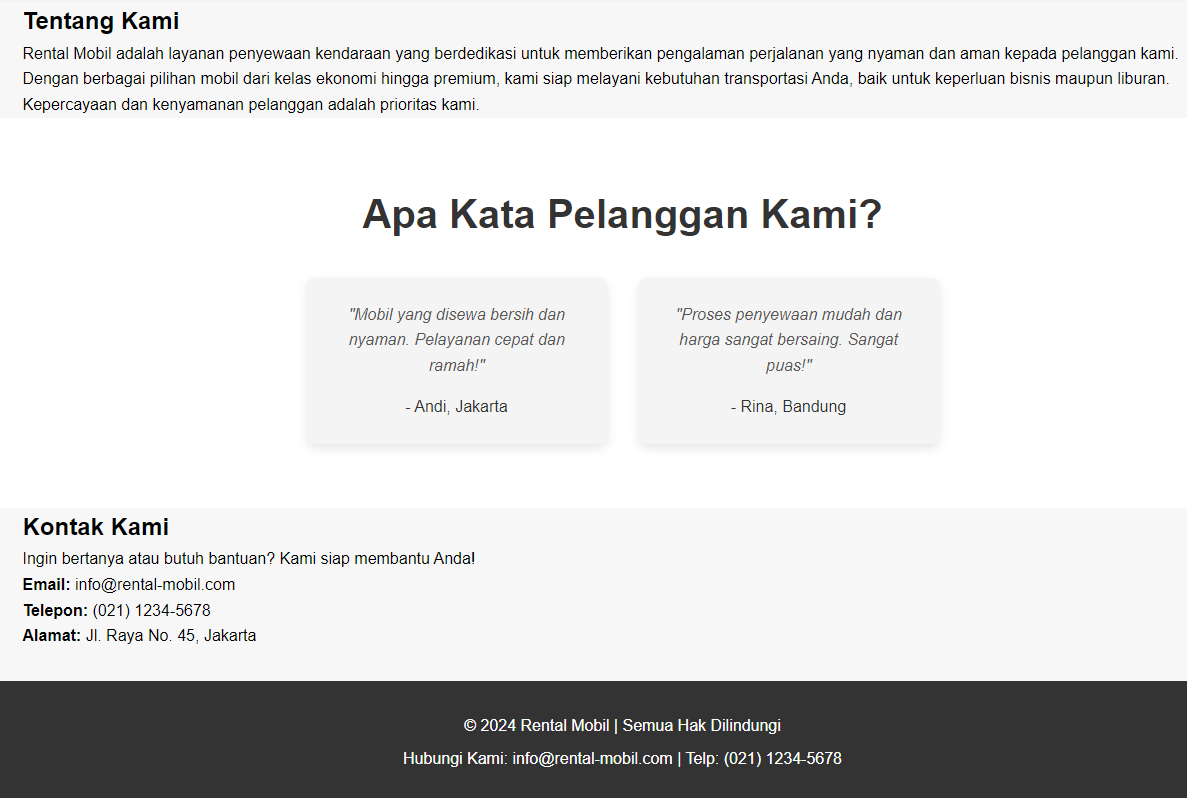 Tentang Kami
Rental Mobil adalah layanan penyewaan kendaraan yang berdedikasi untuk memberikan pengalaman perjalanan yang nyaman dan aman kepada pelanggan kami.
Dengan berbagai pilihan mobil dari kelas ekonomi hingga premium, kami siap melayani kebutuhan transportasi Anda, baik untuk keperluan bisnis maupun liburan.
Kepercayaan dan kenyamanan pelanggan adalah prioritas kami.
Apa Kata Pelanggan Kami?
"Mobil yang disewa bersih dan
nyaman. Pelayanan cepat dan
ramah!"
- Andi, Jakarta
"Proses penyewaan mudah dan
harga sangat bersaing. Sangat
puas!"
- Rina, Bandung
Kontak Kami
Ingin bertanya atau butuh bantuan? Kami siap membantu Anda!
Email: info@rental-mobil.com
Telepon: (021) 1234-5678
Alamat: Jl. Raya No. 45, Jakarta
© 2024 Rental Mobil | Semua Hak Dilindungi
Hubungi Kami: info@rental-mobil.com | Telp: (021) 1234-5678